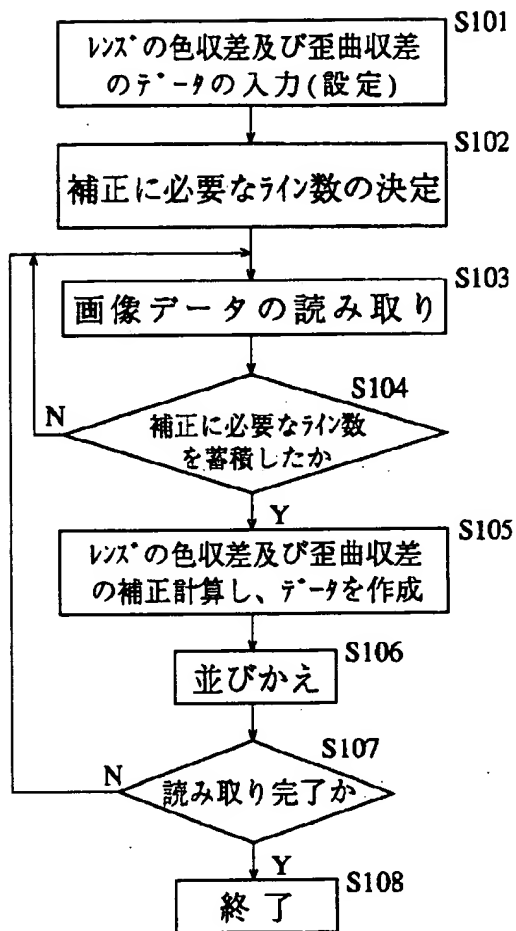 S101
ﾚﾝｽﾞの色収差及び歪曲収差
のﾃﾞｰﾀの入力(設定)
S102
補正に必要なﾗｲﾝ数の決定
S103
画像データの読み取り
S104
N
補正に必要なﾗｲﾝ数
を蓄積したか
Y
S105
ﾚﾝｽﾞの色収差及び歪曲収差
の補正計算し、ﾃﾞｰﾀを作成
S106
並びかえ
S107
N
読み取り完了か
Y
S108
終了